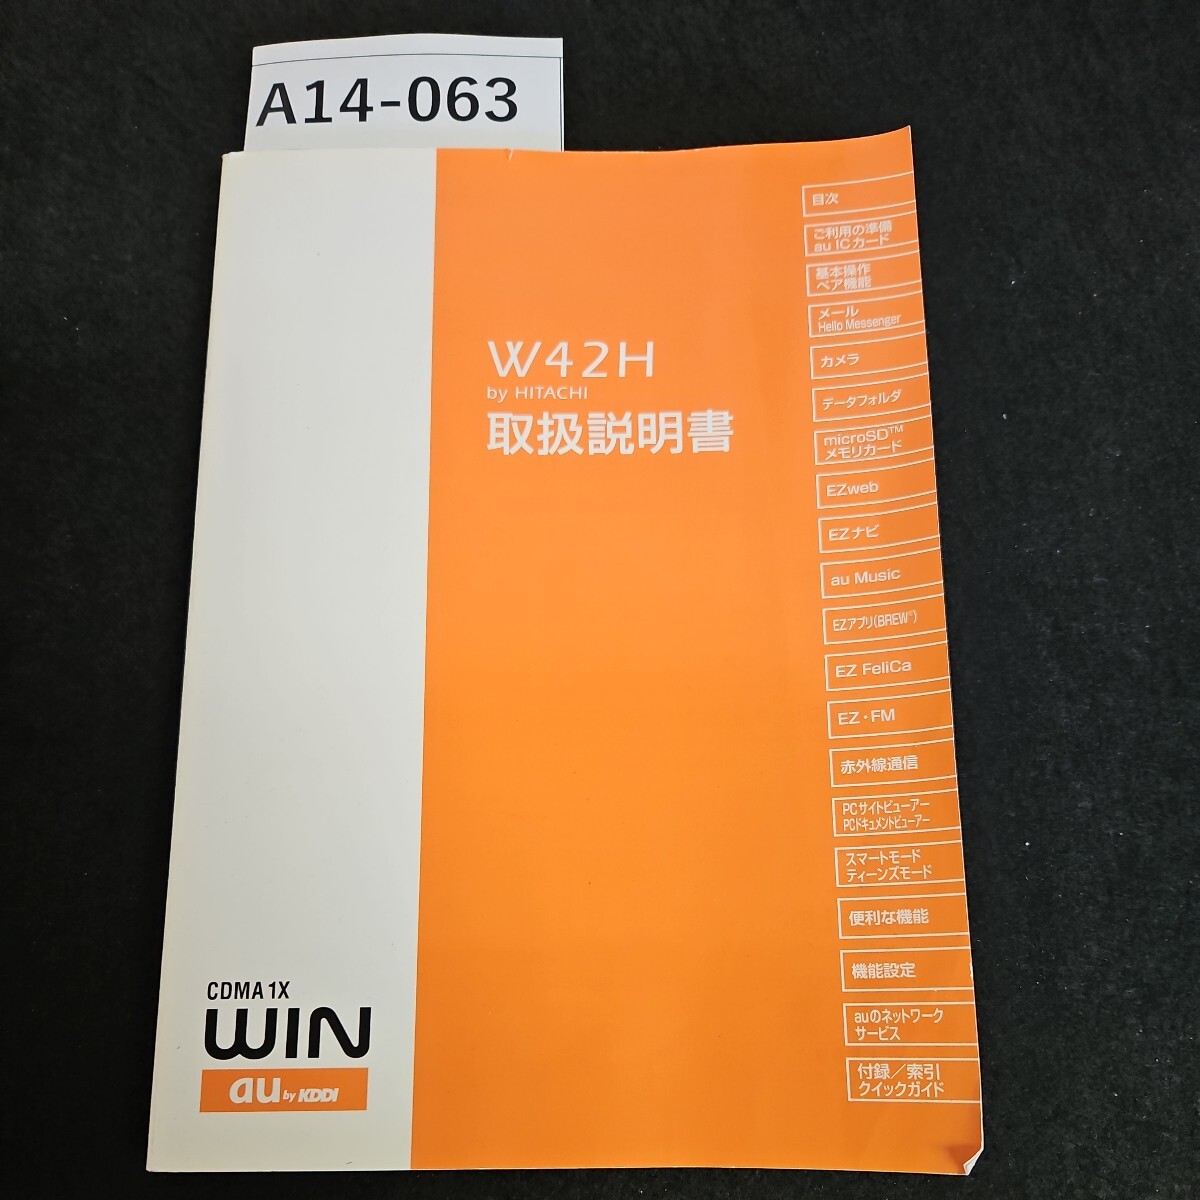 A14-063
W42H
by HITACHI
取扱説明書
目次
ご利用の準備
au ICカード
基本操作
ペア機能
メール
Hello Messenger
カメラ
データフォルダ
microSD™
メモリカード
EZweb
EZナビ
au Music
EZアプリ(BREW®)
EZ FeliCa
EZ・FM
赤外線通信
PCサイトビューアー
PCドキュメントビューアー
スマートモード
ティーンズモード
便利な機能
機能設定
auのネットワーク
サービス
付録／索引
クイックガイド
CDMA 1X
WIN
au by KDDI